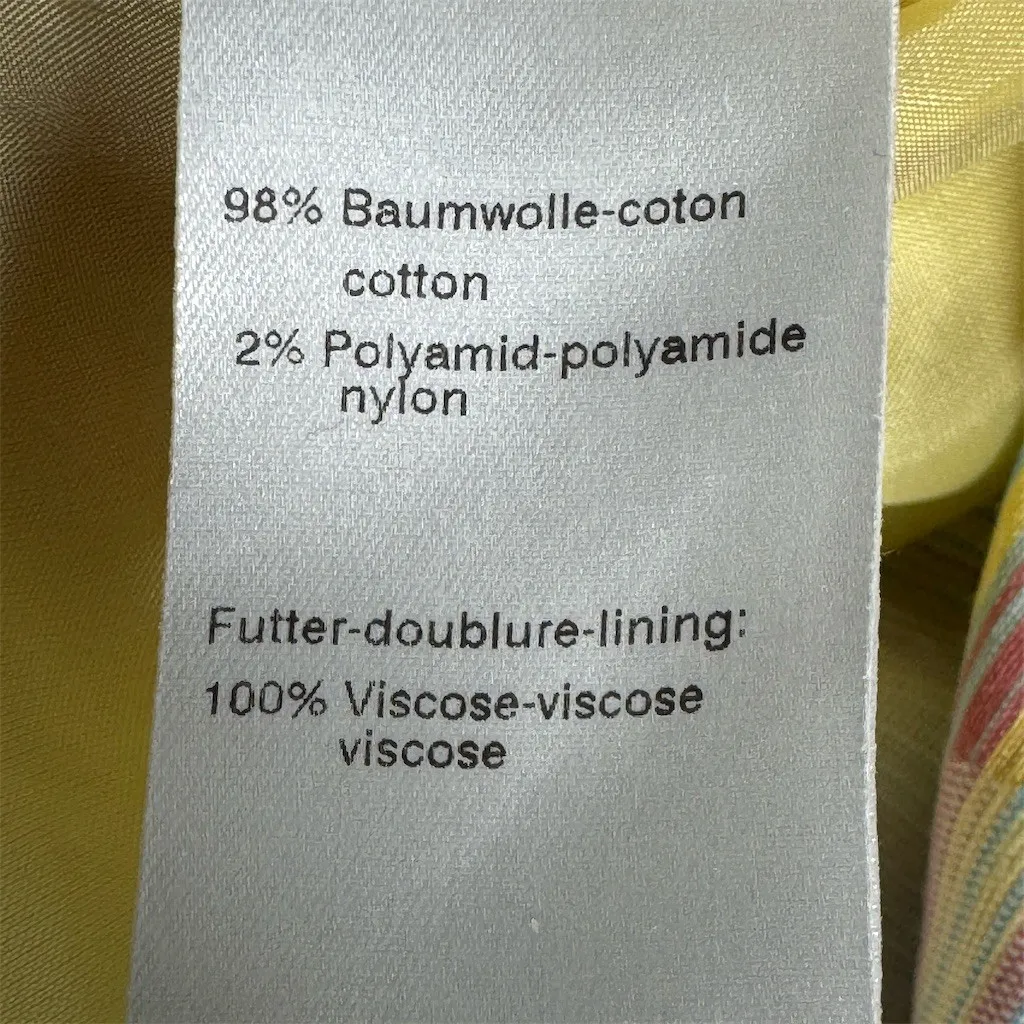 98% Baumwolle-coton
cotton
2% Polyamid-polyamide
nylon
Futter-doublure-lining:
100% Viscose-viscose
viscose